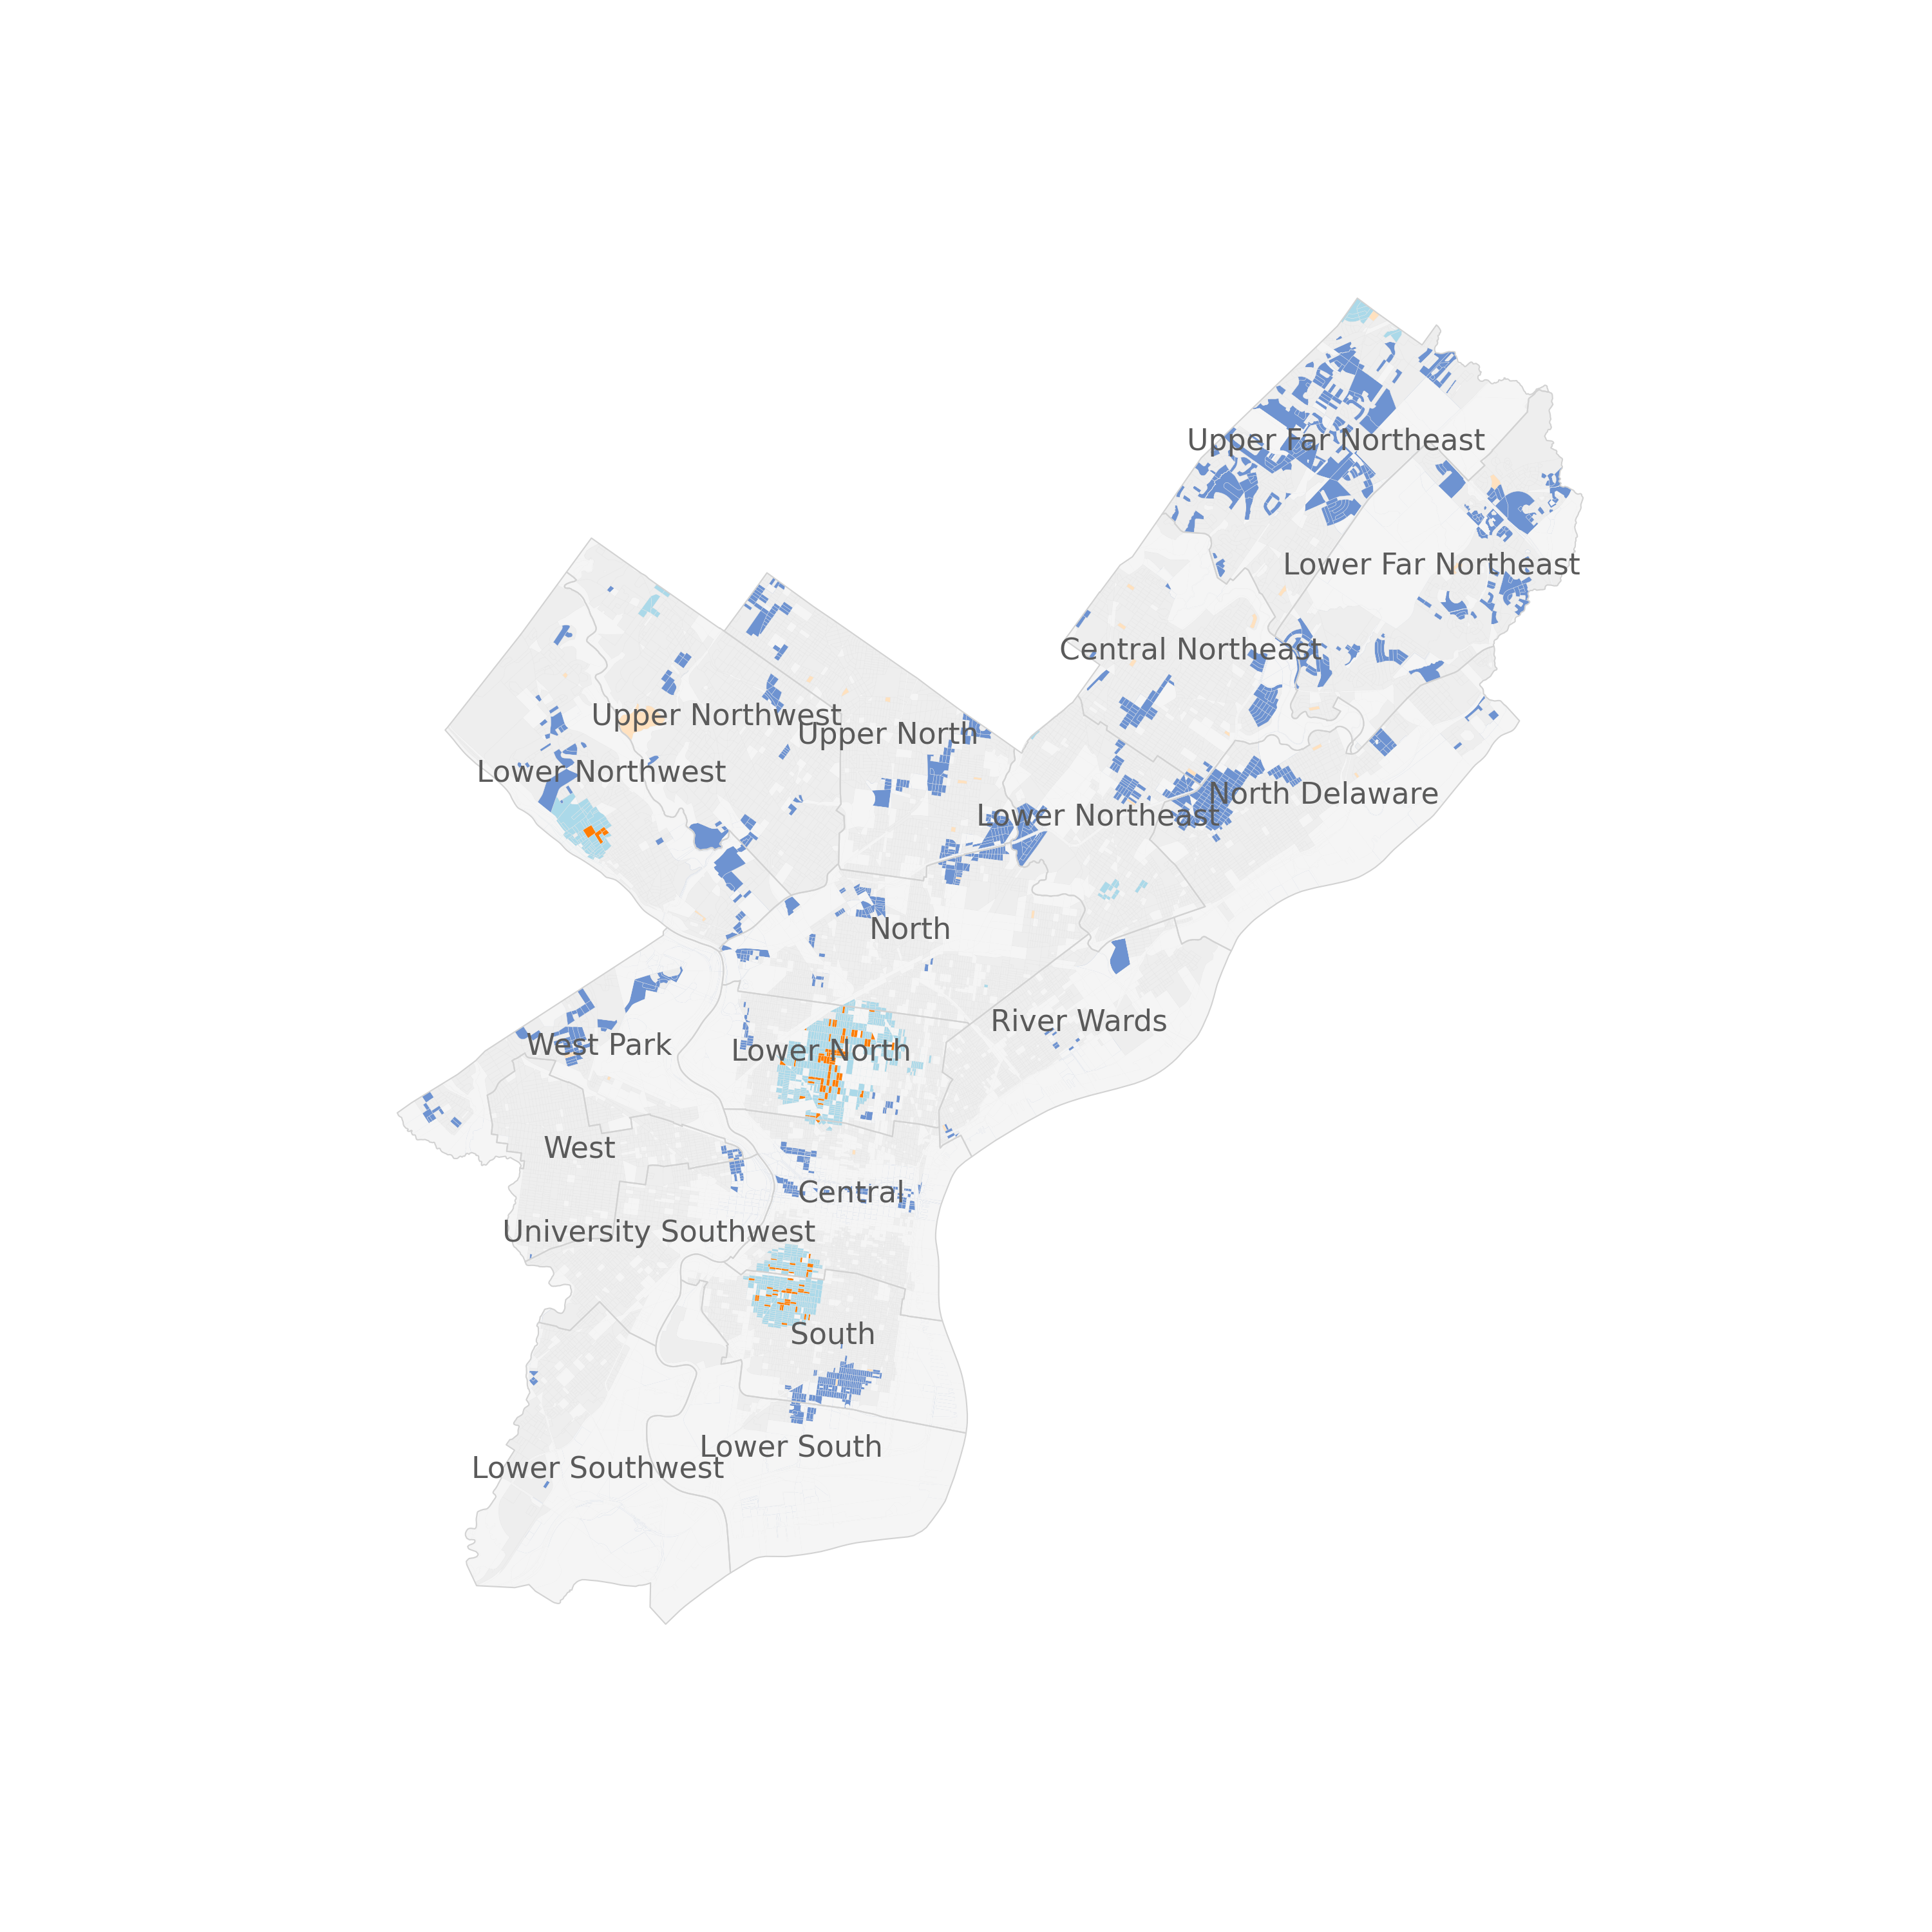 Upper Far Northeast
Lower Far Northeast
Central Northeast
Upper Northwest
Upper North
Lower Northwest
North Delaware
Lower Northeast
North
River Wards
West Park
Lower North
West
Central
University Southwest
South
Lower South
Lower Southwest